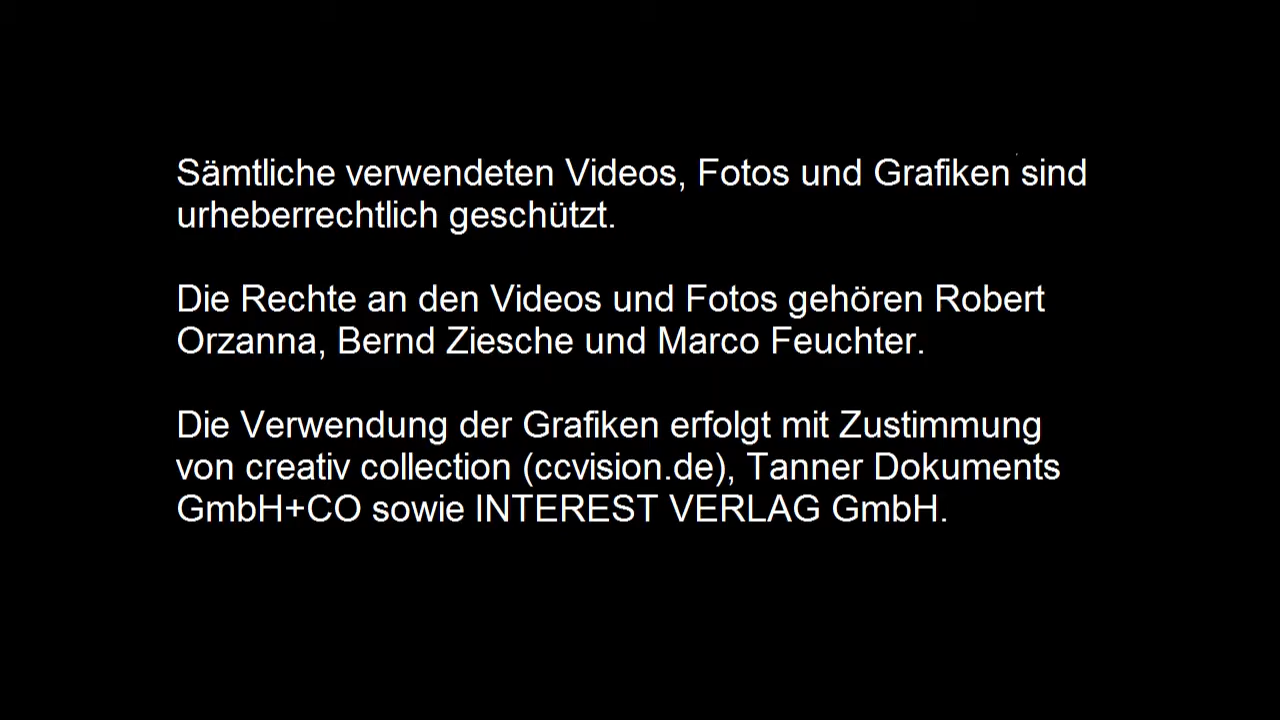 Sämtliche verwendeten Videos, Fotos und Grafiken sind
urheberrechtlich geschützt.
Die Rechte an den Videos und Fotos gehören Robert
Orzanna, Bernd Ziesche und Marco Feuchter.
Die Verwendung der Grafiken erfolgt mit Zustimmung
von creativ collection (ccvision.de), Tanner Dokuments
GmbH+CO sowie INTEREST VERLAG GmbH.